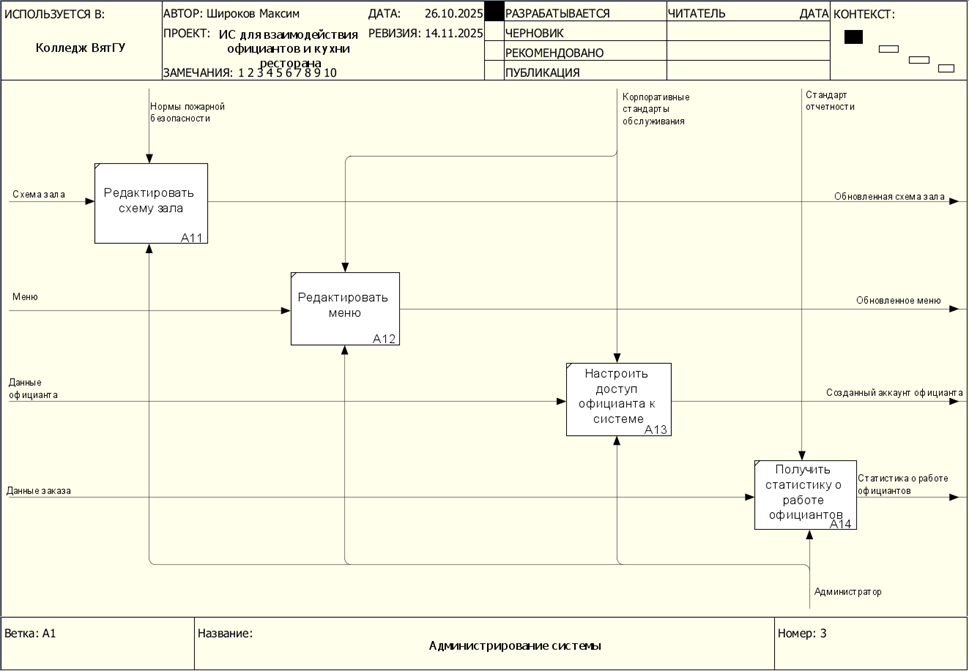 ИСПОЛЬЗУЕТСЯ В:
Колледж ВятГУ
АВТОР: Широков Максим
ДАТА: 26.10.2025
ПРОЕКТ: ИС для взаимодействия
официантов и кухни
ресторана
РЕВИЗИЯ: 14.11.2025
ЗАМЕЧАНИЯ: 1 2 3 4 5 6 7 8 9 10
РАЗРАБАТЫВАЕТСЯ
ЧЕРНОВИК
РЕКОМЕНДОВАНО
ПУБЛИКАЦИЯ
ЧИТАТЕЛЬ
ДАТА
КОНТЕКСТ:
Нормы пожарной
безопасности
Корпоративные
стандарты
обслуживания
Стандарт
отчетности
Схема зала
Редактировать
схему зала
A11
Обновленная схема зала
Меню
Редактировать
меню
A12
Обновленное меню
Данные
официанта
Настроить
доступ
официанта к
системе
A13
Созданный аккаунт официанта
Данные заказа
Получить
статистику о
работе
официантов
A14
Статистика о работе
официантов
Администратор
Ветка: A1
Название:
Администрирование системы
Номер: 3